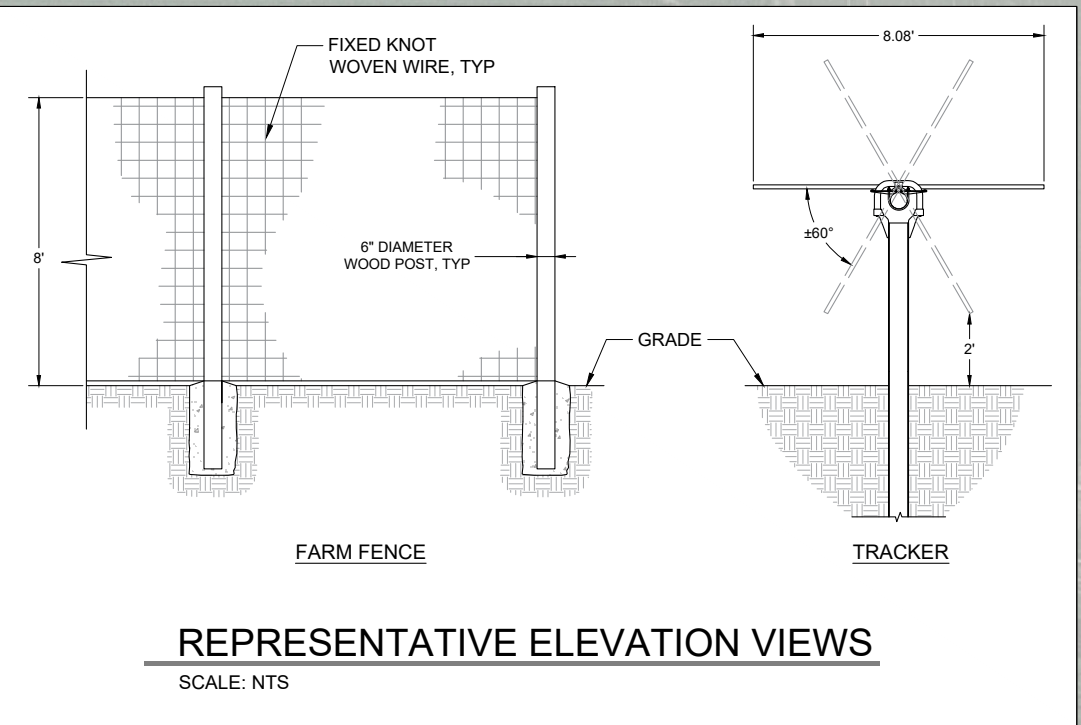 FIXED KNOT
WOVEN WIRE, TYP
8'
6" DIAMETER
WOOD POST, TYP
8.08'
±60°
2'
GRADE
FARM FENCE
TRACKER
REPRESENTATIVE ELEVATION VIEWS
SCALE: NTS